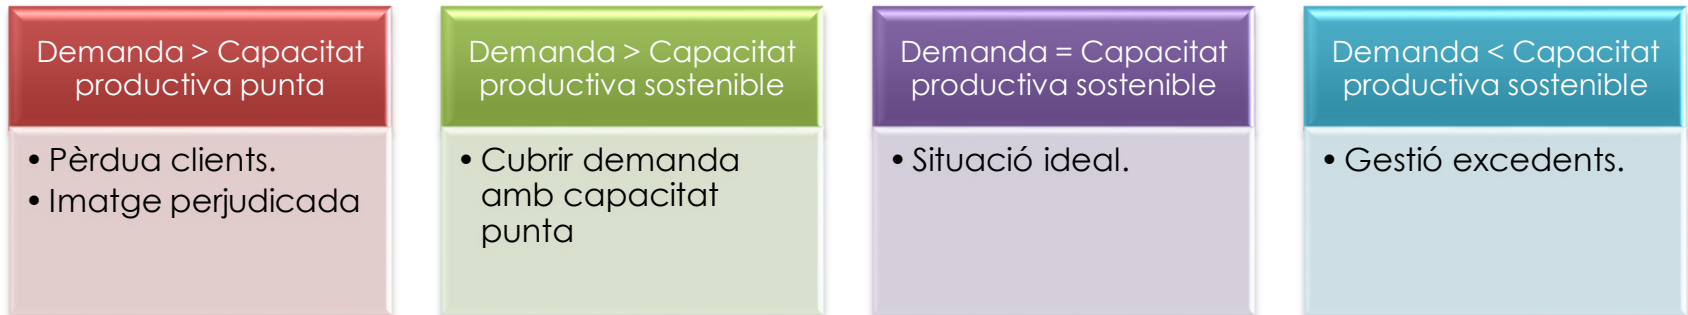 Demanda > Capacitat
productiva punta
• Pèrdua clients.
• Imatge perjudicada
Demanda > Capacitat
productiva sostenible
• Cubrir demanda
amb capacitat
punta
Demanda = Capacitat
productiva sostenible
• Situació ideal.
Demanda < Capacitat
productiva sostenible
• Gestió excedents.